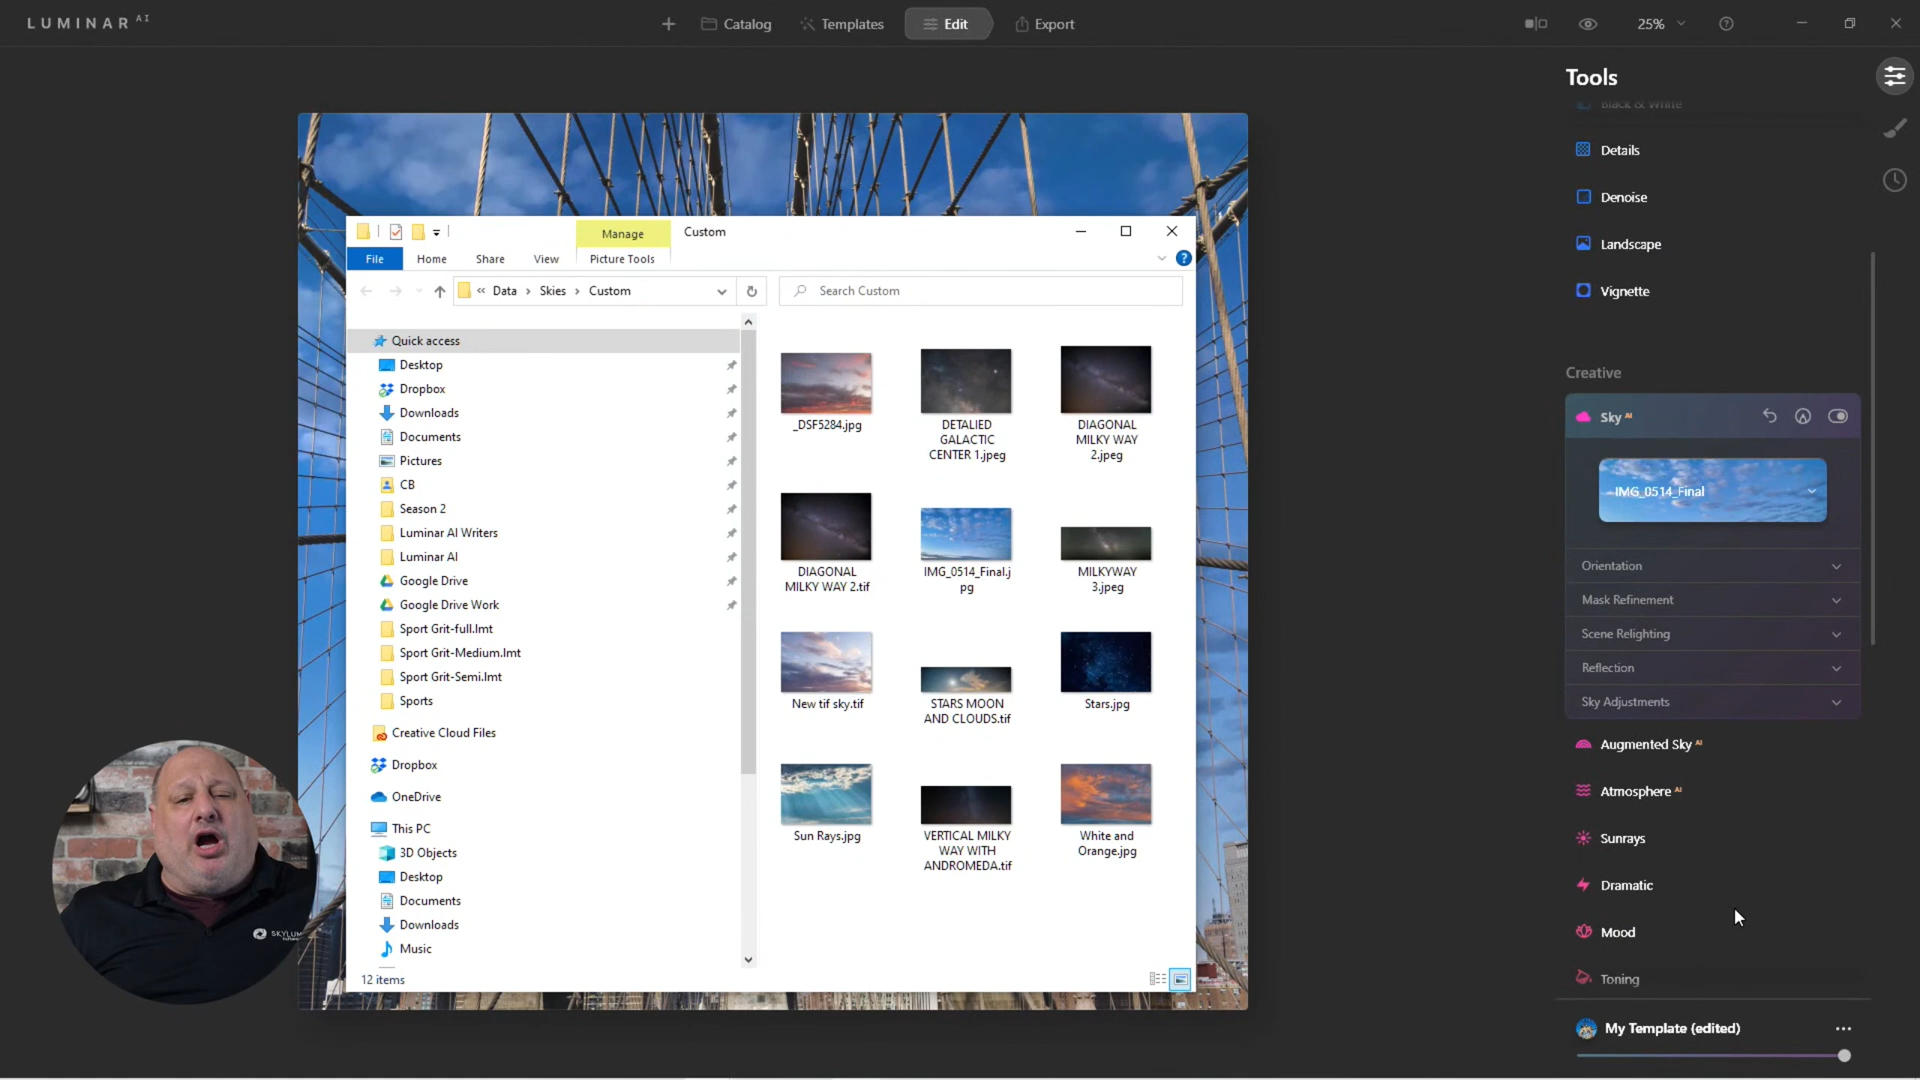 LUMINAR AI
Catalog
Templates
Edit
Export
25%
Tools
Black & White
Details
Denoise
Landscape
Vignette
Creative
Sky AI
IMG_0514_Final
Orientation
Mask Refinement
Scene Relighting
Reflection
Sky Adjustments
Augmented Sky AI
Atmosphere AI
Sunrays
Dramatic
Mood
Toning
My Template (edited)
Manage
Custom
File
Home
Share
View
Picture Tools
« Data › Skies › Custom
Search Custom
Quick access
Desktop
Dropbox
Downloads
Documents
Pictures
CB
Season 2
Luminar AI Writers
Luminar AI
Google Drive
Google Drive Work
Sport Grit-full.lmt
Sport Grit-Medium.lmt
Sport Grit-Semi.lmt
Sports
Creative Cloud Files
Dropbox
OneDrive
This PC
3D Objects
Desktop
Documents
Downloads
Music
_DSF5284.jpg
DETALIED
GALACTIC
CENTER 1.jpeg
DIAGONAL
MILKY WAY
2.jpeg
DIAGONAL
MILKY WAY 2.tif
IMG_0514_Final.j
pg
MILKYWAY
3.jpeg
New tif sky.tif
STARS MOON
AND CLOUDS.tif
Stars.jpg
Sun Rays.jpg
VERTICAL MILKY
WAY WITH
ANDROMEDA.tif
White and
Orange.jpg
12 items
SKYLUM